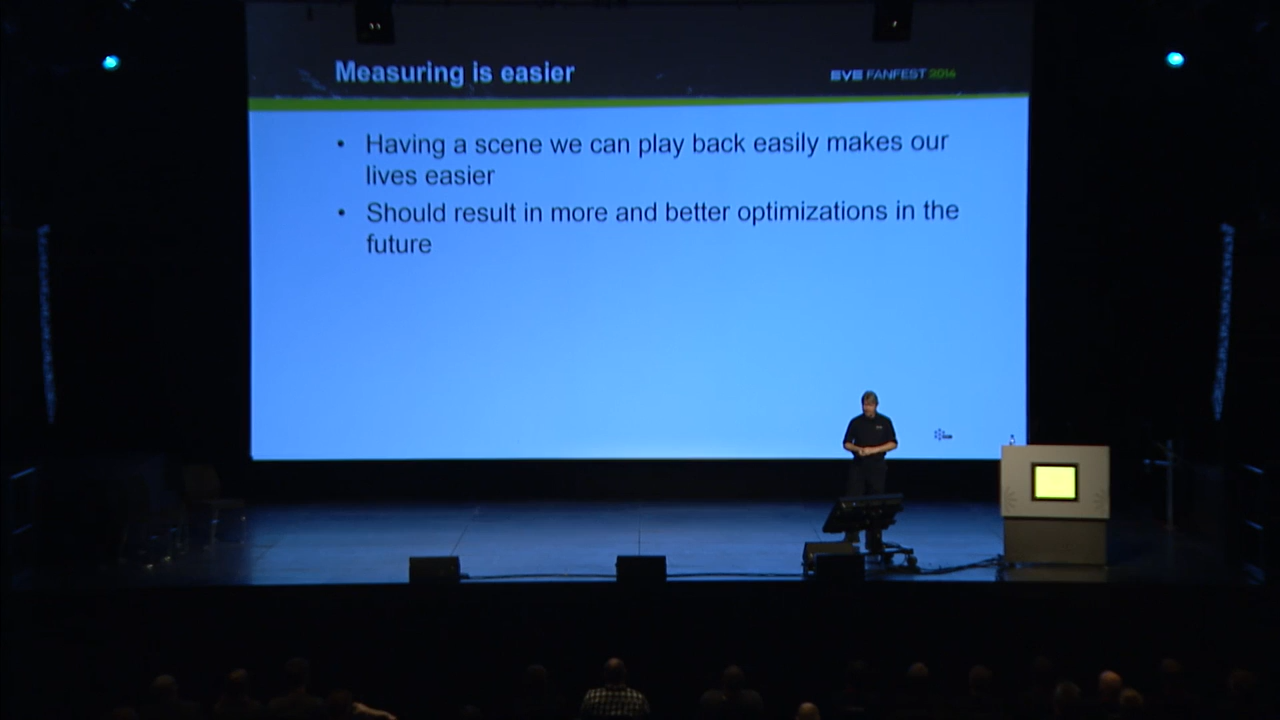 Measuring is easier
EVE FANFEST 2014
• Having a scene we can play back easily makes our
lives easier
• Should result in more and better optimizations in the
future